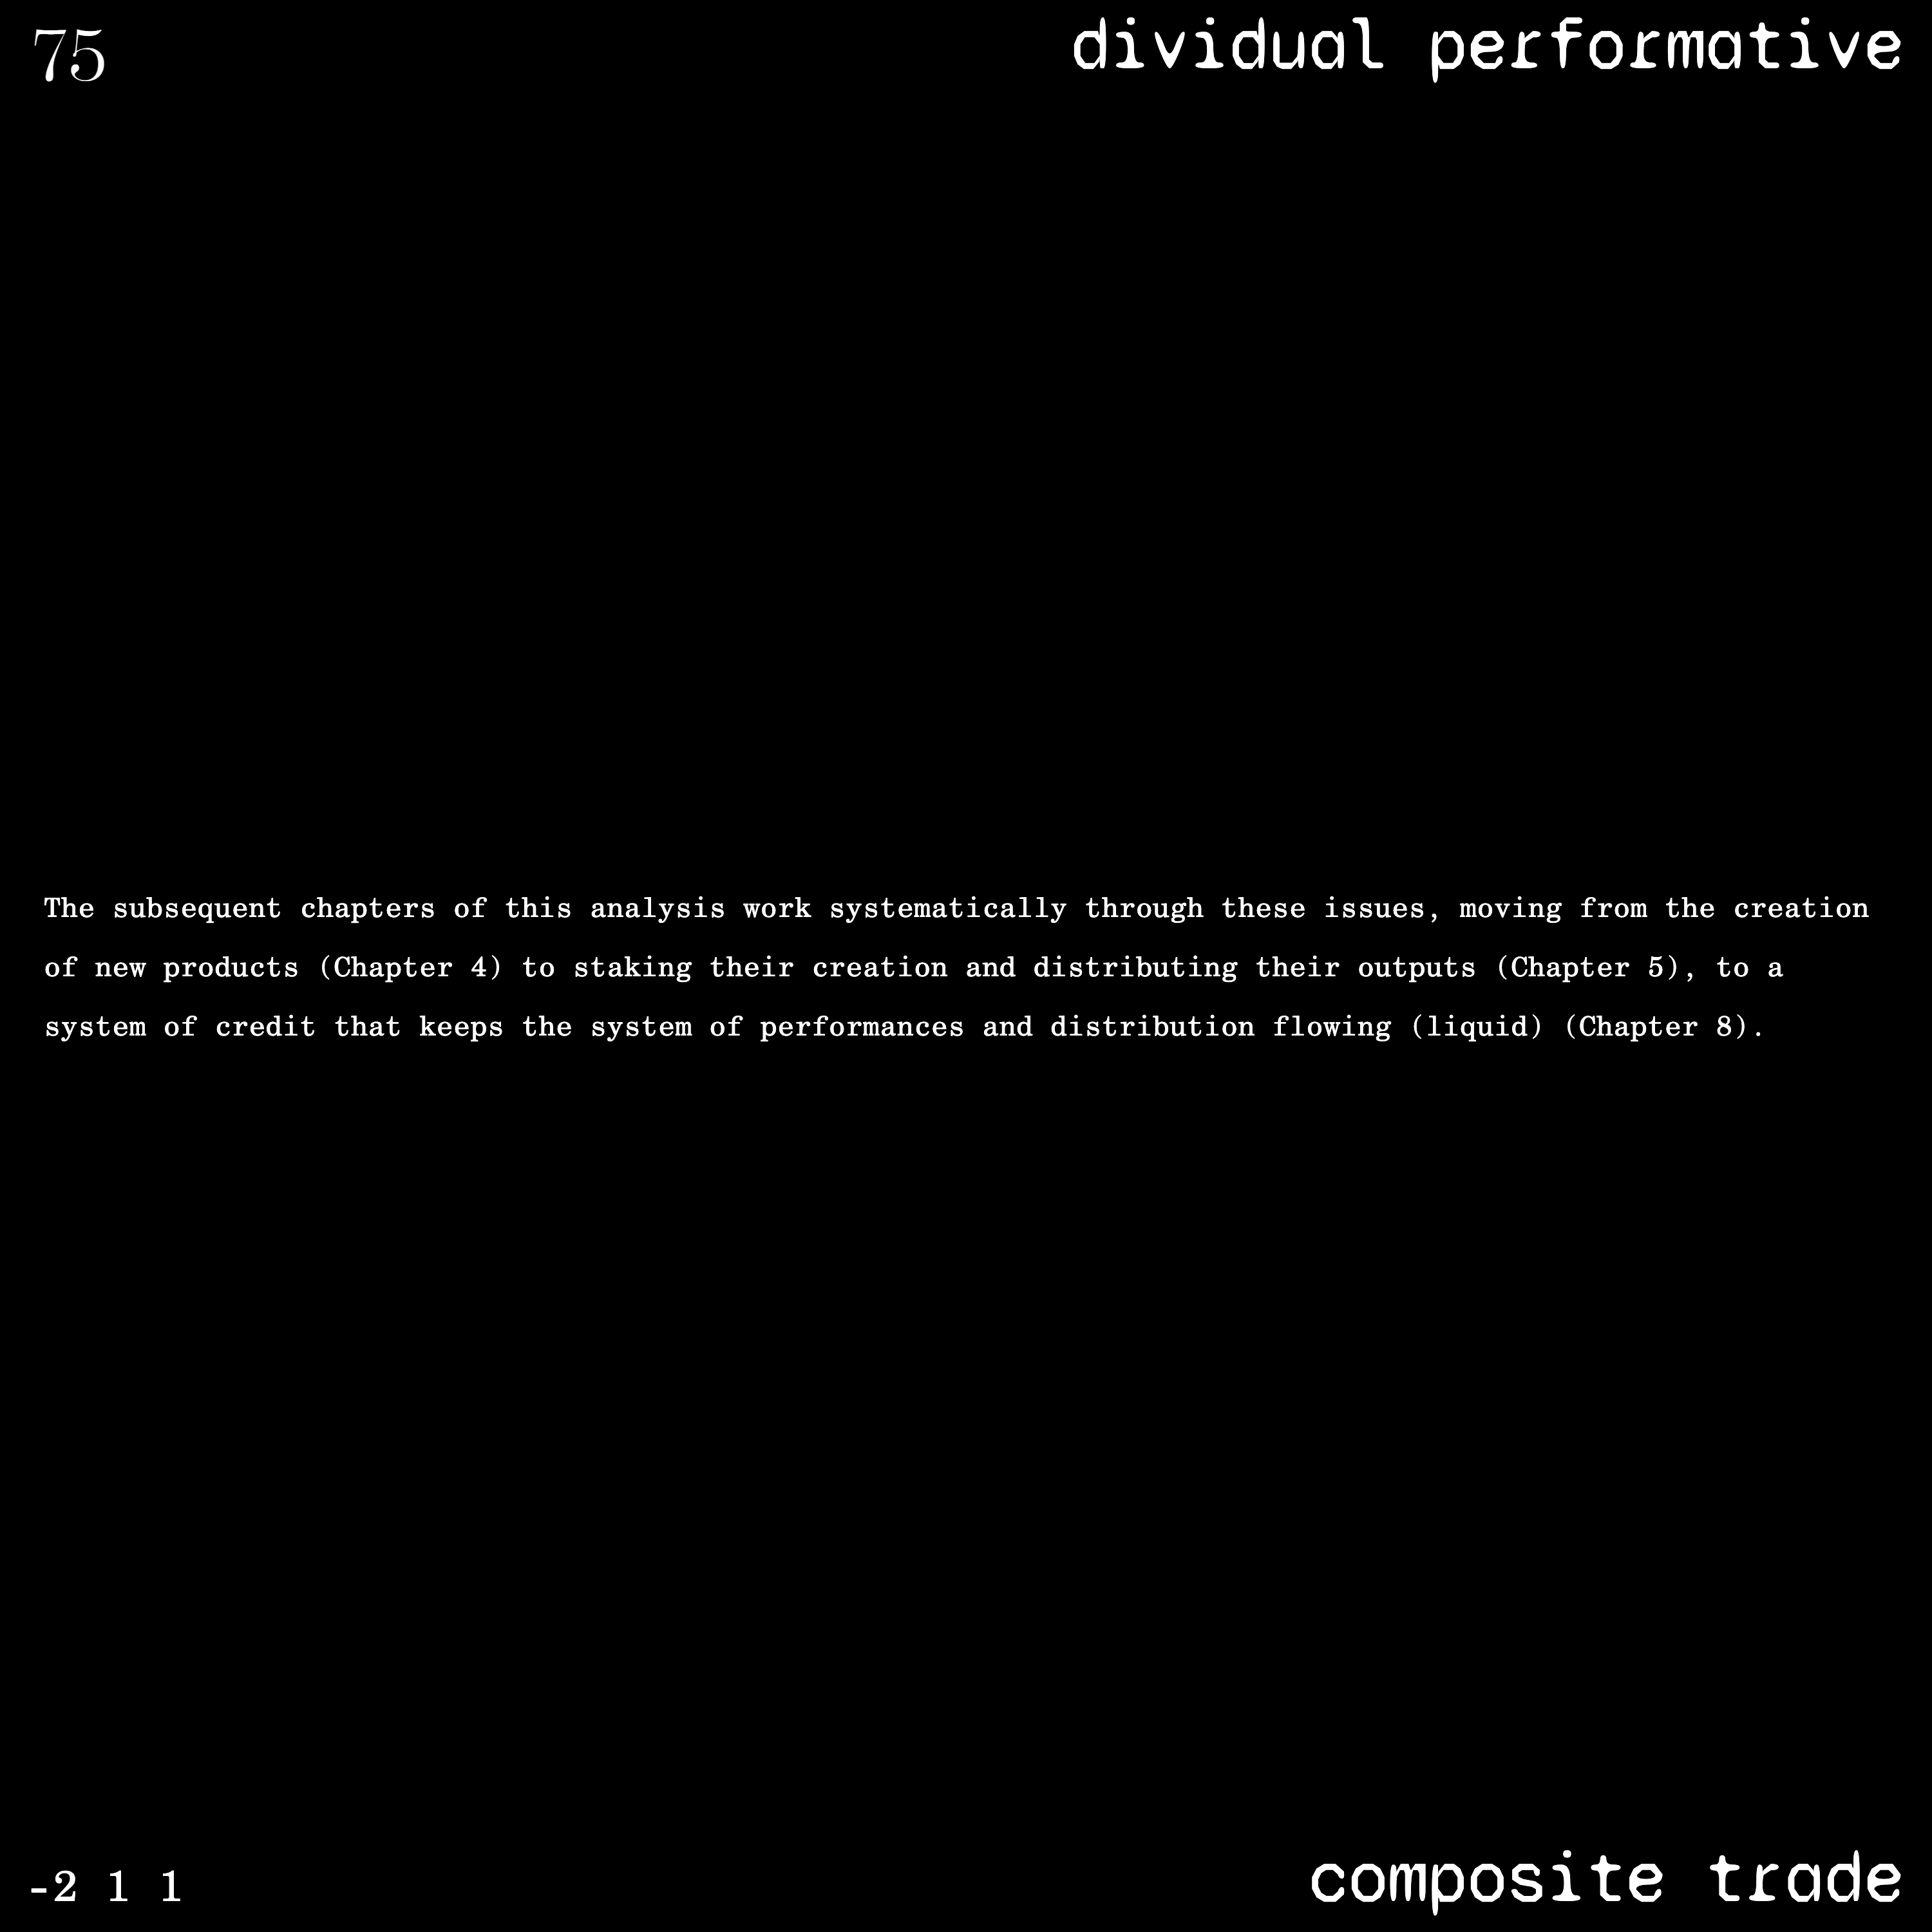 75
dividual performative
The subsequent chapters of this analysis work systematically through these issues, moving from the creation
of new products (Chapter 4) to staking their creation and distributing their outputs (Chapter 5), to a
system of credit that keeps the system of performances and distribution flowing (liquid) (Chapter 8).
-2 1 1
composite trade